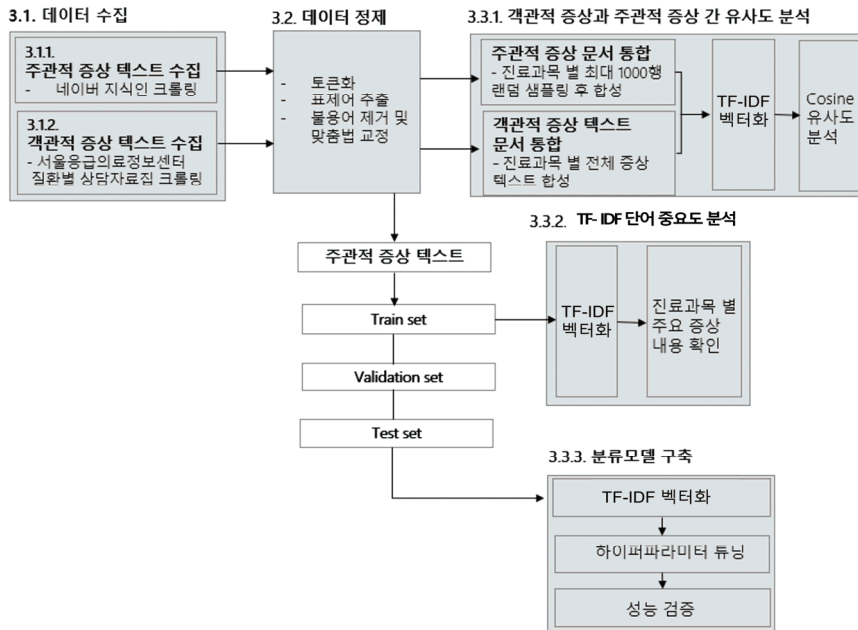 3.1. 데이터 수집
3.1.1.
주관적 증상 텍스트 수집
- 네이버 지식인 크롤링
3.1.2.
객관적 증상 텍스트 수집
- 서울응급의료정보센터
질환별 상담자료집 크롤링
3.2. 데이터 정제
- 토큰화
- 표제어 추출
- 불용어 제거 및
맞춤법 교정
3.3.1. 객관적 증상과 주관적 증상 간 유사도 분석
주관적 증상 문서 통합
- 진료과목 별 최대 1000행
랜덤 샘플링 후 합성
객관적 증상 텍스트
문서 통합
- 진료과목 별 전체 증상
텍스트 합성
TF-IDF
벡터화
Cosine
유사도
분석
주관적 증상 텍스트
Train set
Validation set
Test set
3.3.2. TF- IDF 단어 중요도 분석
TF-IDF
벡터화
진료과목 별
주요 증상
내용 확인
3.3.3. 분류모델 구축
TF-IDF 벡터화
하이퍼파라미터 튜닝
성능 검증